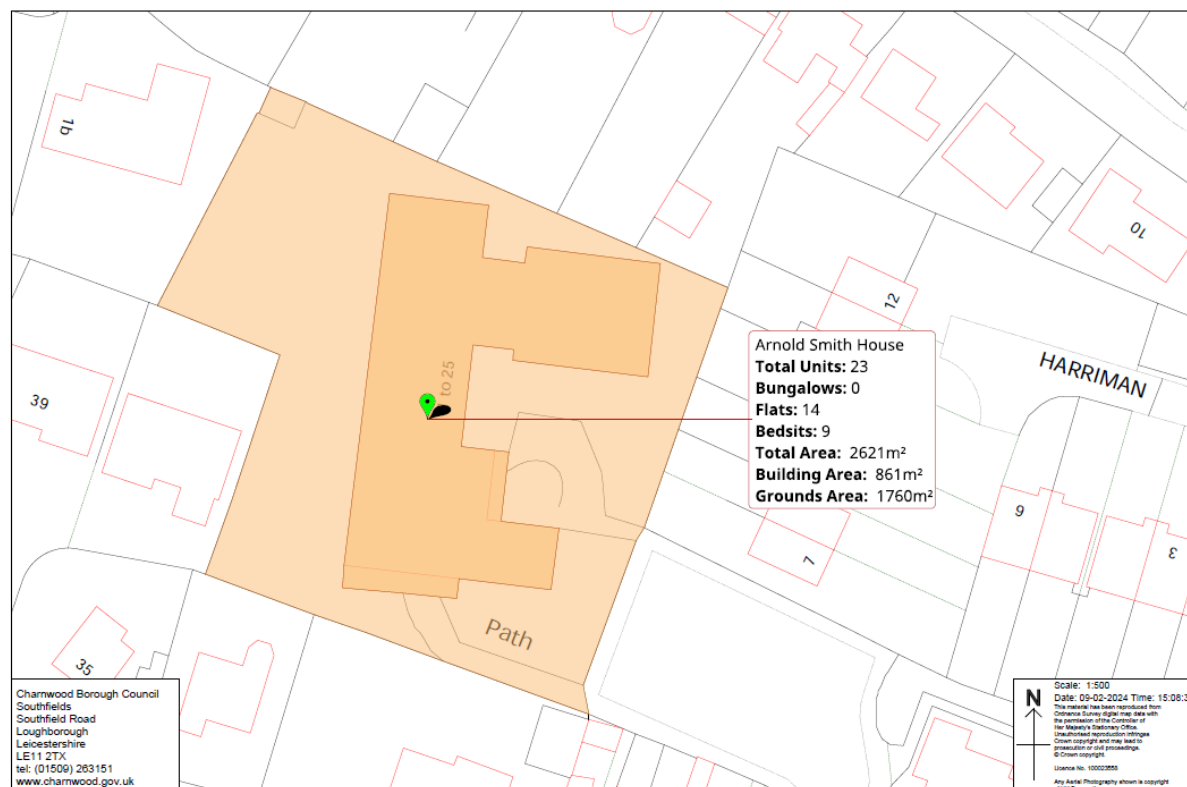 1b
10
12
to 25
HARRIMAN
39
Arnold Smith House
Total Units: 23
Bungalows: 0
Flats: 14
Bedsits: 9
Total Area: 2621m²
Building Area: 861m²
Grounds Area: 1760m²
6
3
7
Path
35
Charnwood Borough Council
Southfields
Southfield Road
Loughborough
Leicestershire
LE11 2TX
tel: (01509) 263151
www.charnwood.gov.uk
N
Scale: 1:500
Date: 09-02-2024 Time: 15:08:3
This material has been reproduced from
Ordnance Survey digital map data with
the permission of the Controller of
Her Majesty's Stationery Office.
Unauthorised reproduction infringes
Crown copyright and may lead to
prosecution or civil proceedings.
© Crown copyright
Licence No. 100023558
Any Aerial Photography shown is copyright